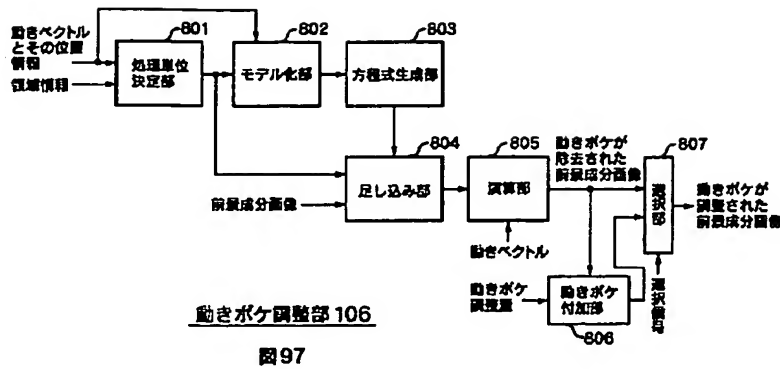 動きベクトル
とその位置
情報
領域情報
801
処理単位
決定部
802
モデル化部
803
方程式生成部
804
足し込み部
前景成分画像
805
演算部
動きベクトル
動きボケが
除去された
前景成分画像
807
選択部
動きボケが
調整された
前景成分画像
動きボケ
調整量
動きボケ
付加部
806
選択信号
動きボケ調整部 106
図97